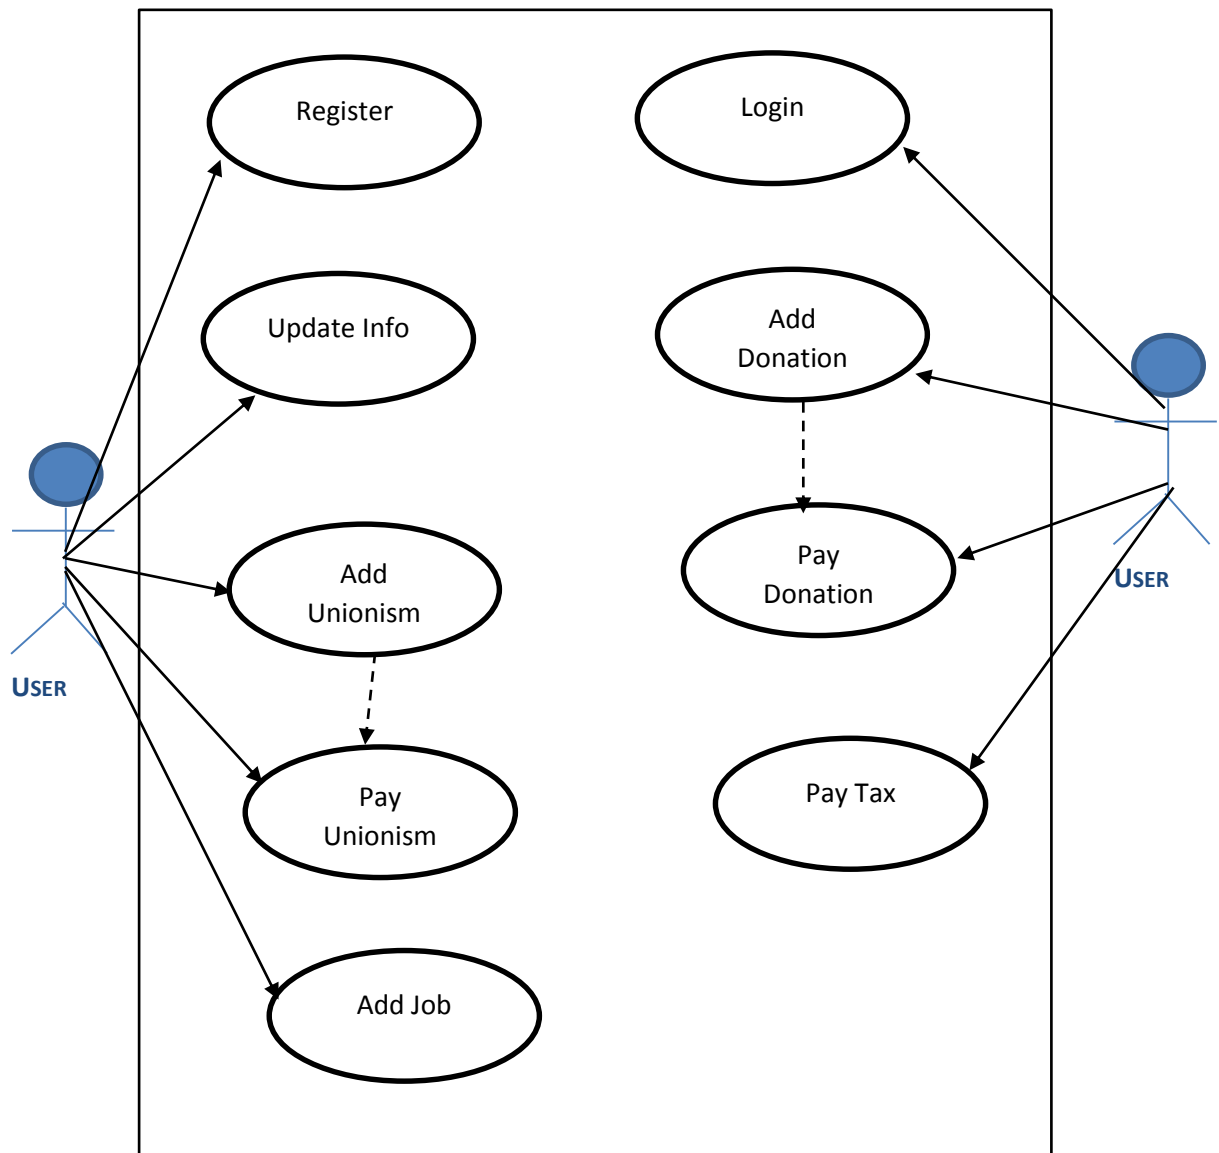 Register
Login
Update Info
Add
Donation
Add
Unionism
Pay
Donation
USER
USER
Pay
Unionism
Pay Tax
Add Job